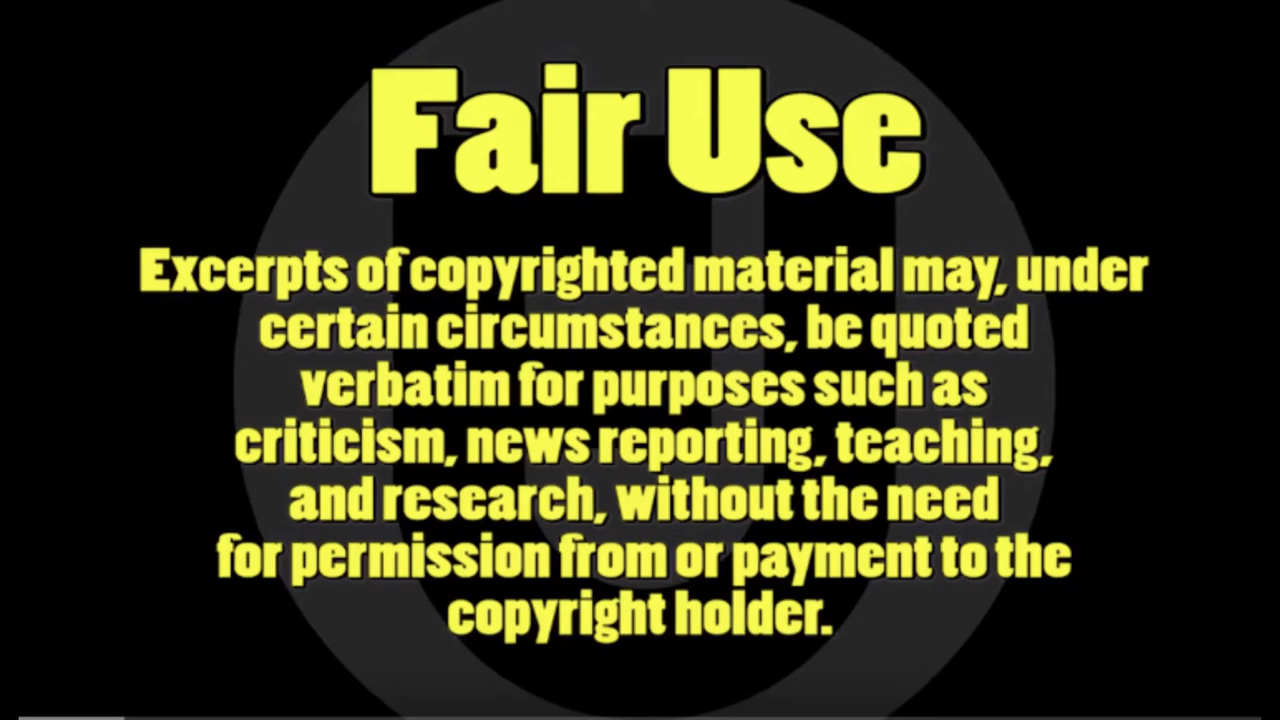 Fair Use
Excerpts of copyrighted material may, under
certain circumstances, be quoted
verbatim for purposes such as
criticism, news reporting, teaching,
and research, without the need
for permission from or payment to the
copyright holder.